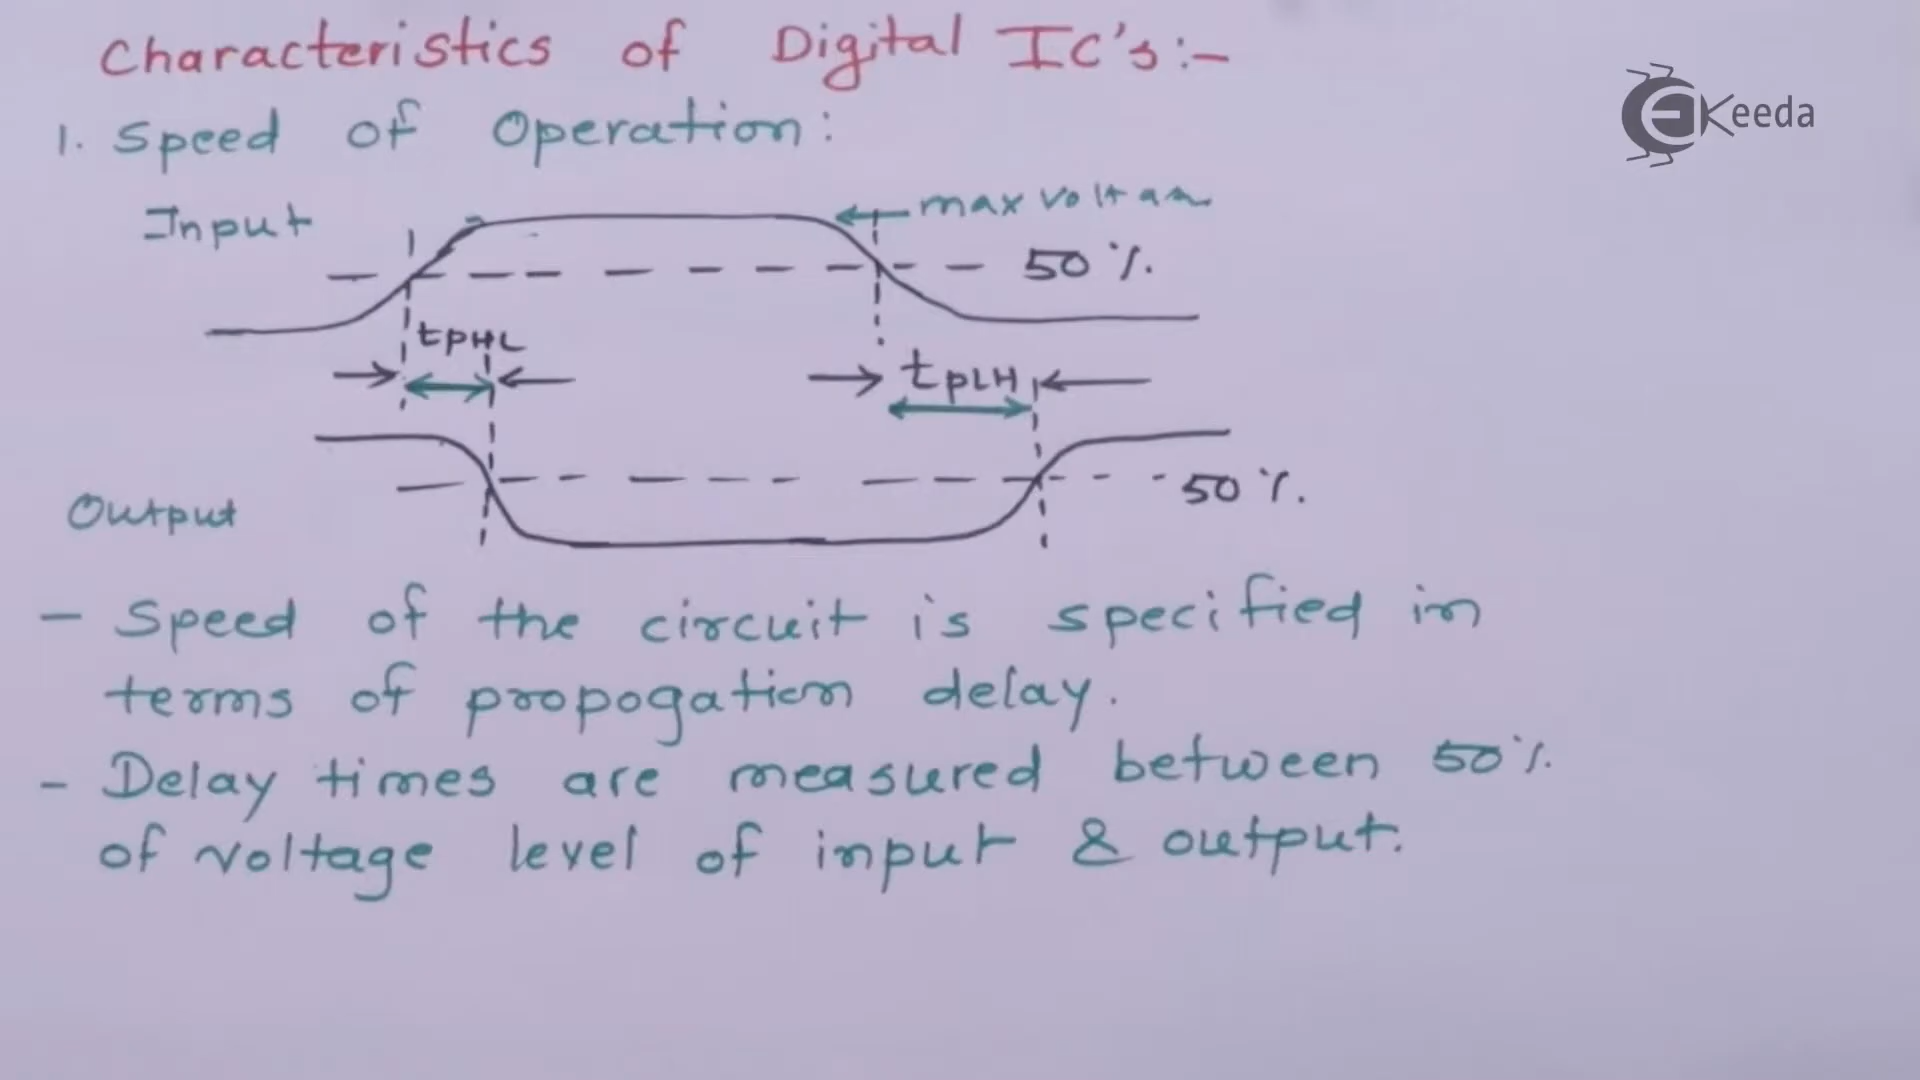 Characteristics of Digital IC's:-
EKeeda
1. Speed of Operation:
Input
max
50 %.
tPHL
tPLH
Output
50 %.
- Speed of the circuit is specified in
terms of propogation delay.
- Delay times are measured between 50%.
of voltage level of input & output.